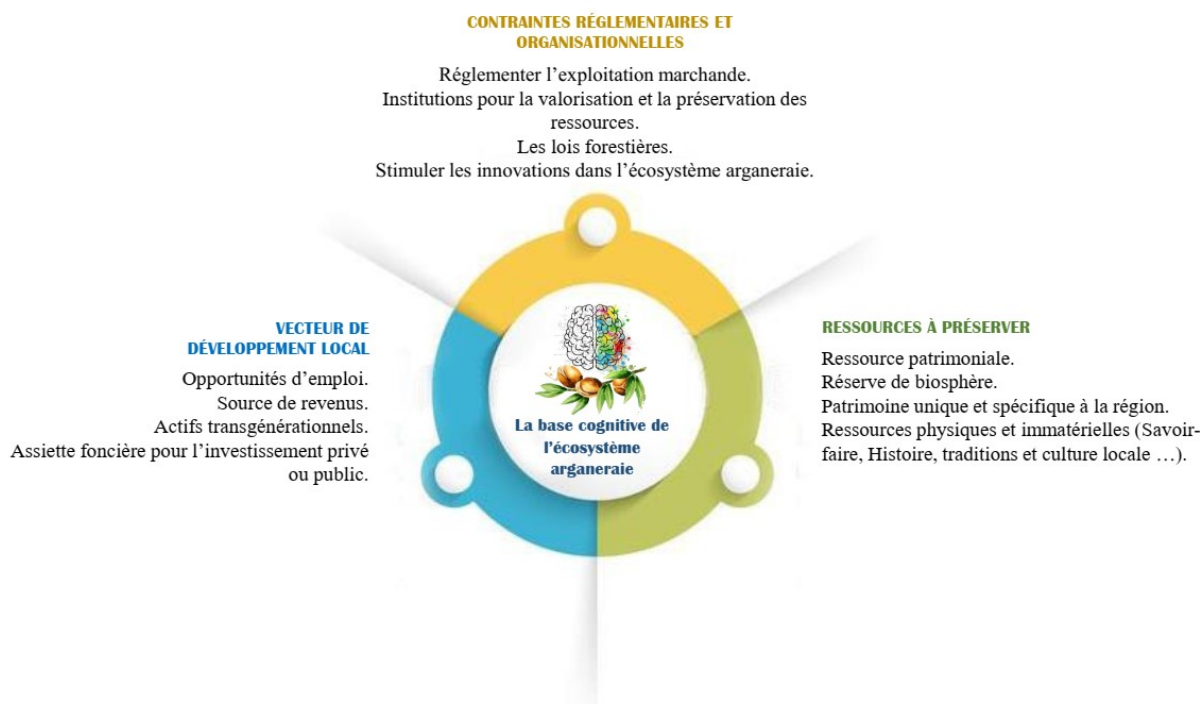 CONTRAINTES RÉGLEMENTAIRES ET
ORGANISATIONNELLES
Réglementer l’exploitation marchande.
Institutions pour la valorisation et la préservation des
ressources.
Les lois forestières.
Stimuler les innovations dans l’écosystème arganeraie.
VECTEUR DE
DÉVELOPPEMENT LOCAL
Opportunités d’emploi.
Source de revenus.
Actifs transgénérationnels.
Assiette foncière pour l’investissement privé
ou public.
La base cognitive de
l’écosystème
arganeraie
RESSOURCES À PRÉSERVER
Ressource patrimoniale.
Réserve de biosphère.
Patrimoine unique et spécifique à la région.
Ressources physiques et immatérielles (Savoir-
faire, Histoire, traditions et culture locale …).